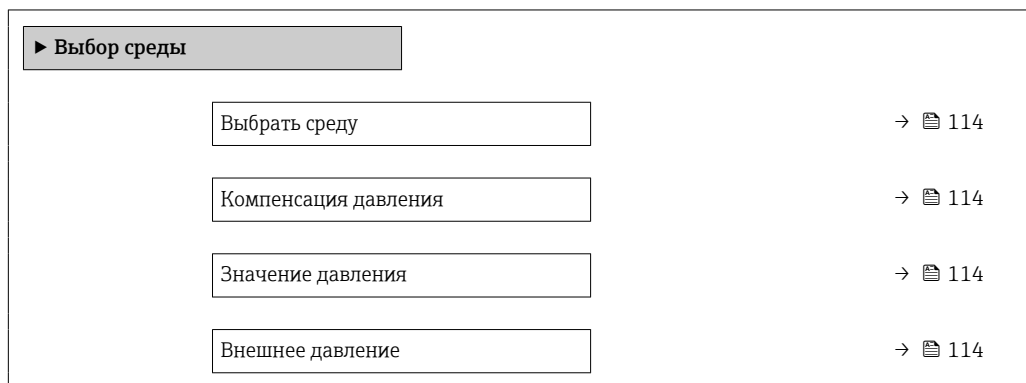 ▶ Выбор среды
Выбрать среду → 114
Компенсация давления → 114
Значение давления → 114
Внешнее давление → 114